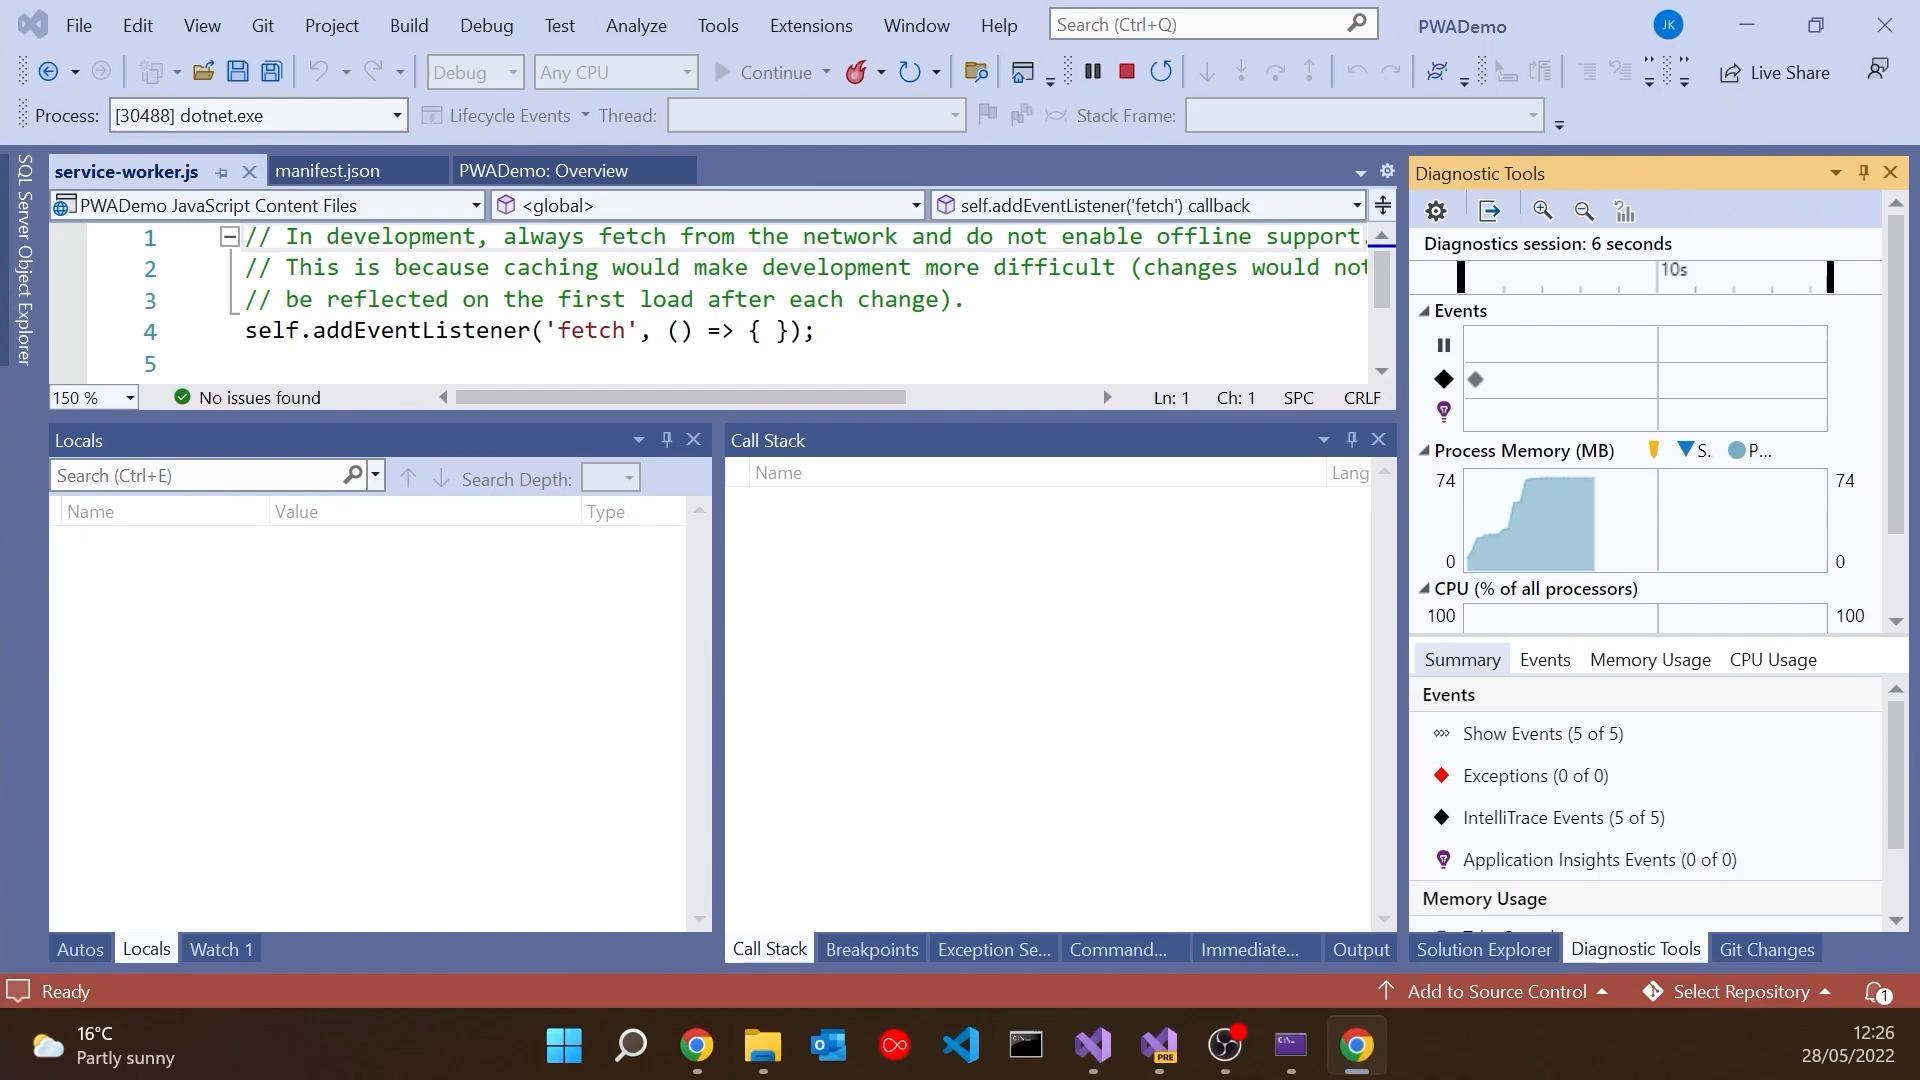 File Edit View Git Project Build Debug Test Analyze Tools Extensions Window Help Search (Ctrl+Q) PWADemo JK
Debug Any CPU Continue Live Share
Process: [30488] dotnet.exe Lifecycle Events Thread: Stack Frame:
SQL Server Object Explorer
service-worker.js manifest.json PWADemo: Overview
PWADemo JavaScript Content Files <global> self.addEventListener('fetch') callback
1 // In development, always fetch from the network and do not enable offline support.
2 // This is because caching would make development more difficult (changes would not
3 // be reflected on the first load after each change).
4 self.addEventListener('fetch', () => { });
5
150 % No issues found Ln: 1 Ch: 1 SPC CRLF
Locals
Search (Ctrl+E) Search Depth:
Name Value Type
Autos Locals Watch 1
Call Stack
Name Lang
Call Stack Breakpoints Exception Se... Command... Immediate... Output
Diagnostic Tools
Diagnostics session: 6 seconds
10s
Events
Process Memory (MB) S. P...
74 74
0 0
CPU (% of all processors)
100 100
Summary Events Memory Usage CPU Usage
Events
Show Events (5 of 5)
Exceptions (0 of 0)
IntelliTrace Events (5 of 5)
Application Insights Events (0 of 0)
Memory Usage
Solution Explorer Diagnostic Tools Git Changes
Ready Add to Source Control Select Repository 1
16°C
Partly sunny
PRE
12:26
28/05/2022